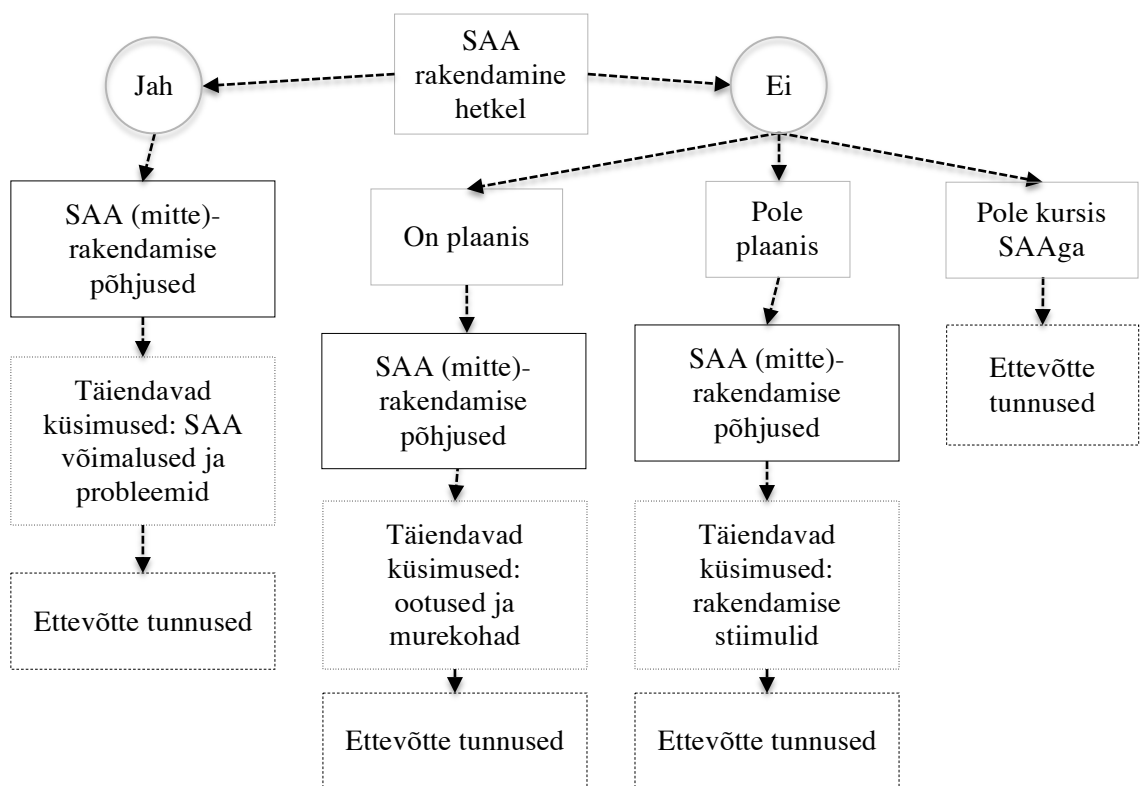 SAA
rakendamine
hetkel
Jah
Ei
SAA (mitte)-
rakendamise
põhjused
On plaanis
Pole
plaanis
Pole kursis
SAAga
Täiendavad
küsimused: SAA
võimalused ja
probleemid
SAA (mitte)-
rakendamise
põhjused
SAA (mitte)-
rakendamise
põhjused
Ettevõtte
tunnused
Ettevõtte tunnused
Täiendavad
küsimused:
ootused ja
murekohad
Täiendavad
küsimused:
rakendamise
stiimulid
Ettevõtte tunnused
Ettevõtte tunnused